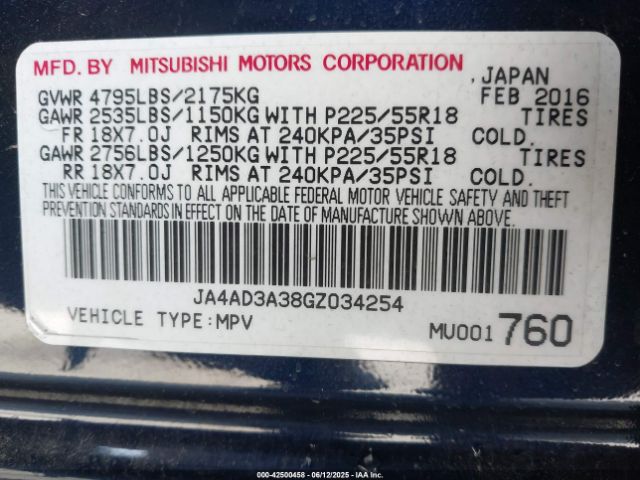 MFD. BY MITSUBISHI MOTORS CORPORATION , JAPAN
GVWR 4795LBS/2175KG FEB 2016
GAWR 2535LBS/1150KG WITH P225/55R18 TIRES
FR 18X7.0J RIMS AT 240KPA/35PSI COLD.
GAWR 2756LBS/1250KG WITH P225/55R18 TIRES
RR 18X7.0J RIMS AT 240KPA/35PSI COLD.
THIS VEHICLE CONFORMS TO ALL APPLICABLE FEDERAL MOTOR VEHICLE SAFETY AND THEFT
PREVENTION STANDARDS IN EFFECT ON THE DATE OF MANUFACTURE SHOWN ABOVE.
JA4AD3A38GZ034254
VEHICLE TYPE:MPV MU001 760
000-42500458 - 06/12/2025 - IAA Inc.